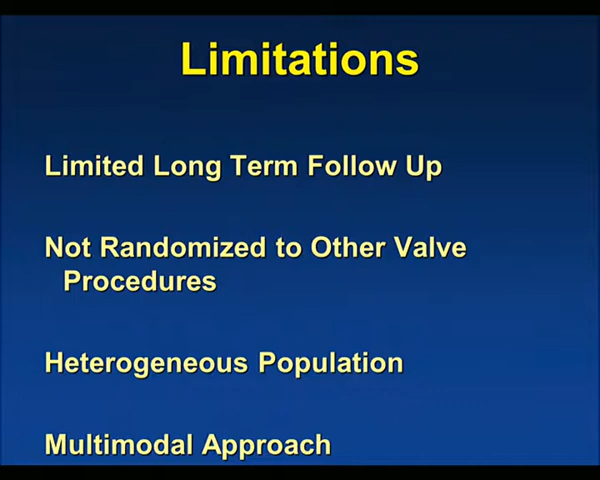 Limitations
Limited Long Term Follow Up
Not Randomized to Other Valve
Procedures
Heterogeneous Population
Multimodal Approach